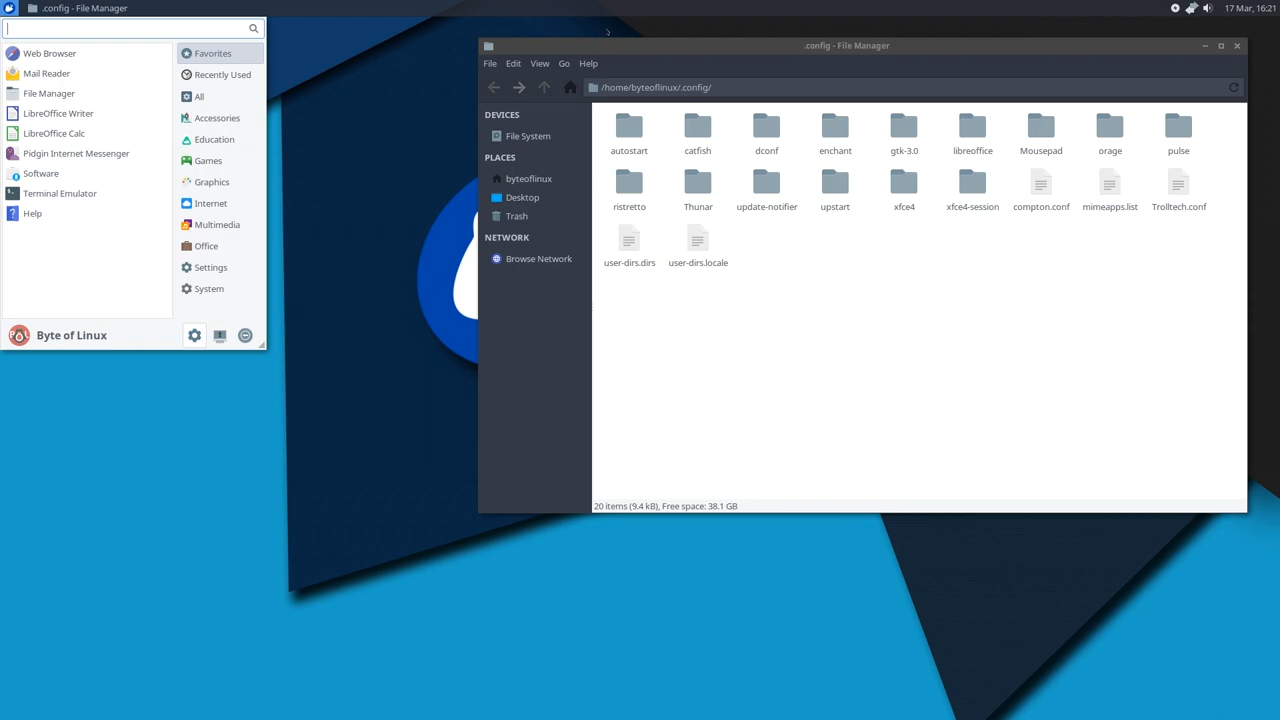 .config - File Manager
17 Mar, 16:21
Web Browser
Mail Reader
File Manager
LibreOffice Writer
LibreOffice Calc
Pidgin Internet Messenger
Software
Terminal Emulator
Help
Favorites
Recently Used
All
Accessories
Education
Games
Graphics
Internet
Multimedia
Office
Settings
System
Byte of Linux
.config - File Manager
File Edit View Go Help
/home/byteoflinux/.config/
DEVICES
File System
PLACES
byteoflinux
Desktop
Trash
NETWORK
Browse Network
autostart catfish dconf enchant gtk-3.0 libreoffice Mousepad orage pulse
ristretto Thunar update-notifier upstart xfce4 xfce4-session compton.conf mimeapps.list Trolltech.conf
user-dirs.dirs user-dirs.locale
20 items (9.4 kB), Free space: 38.1 GB